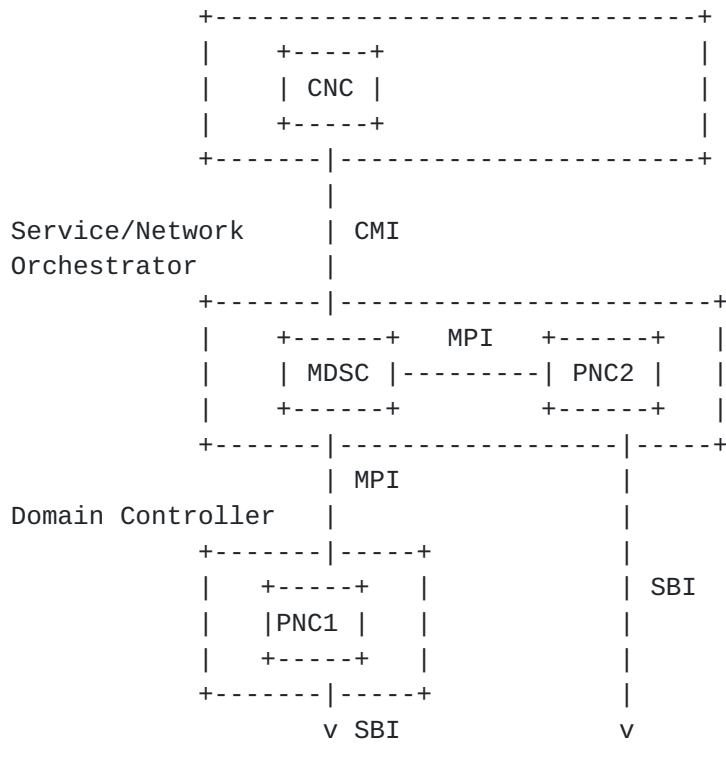 CNC
Service/Network CMI
Orchestrator
MPI
MDSC PNC2
MPI
Domain Controller
SBI
PNC1
v SBI v